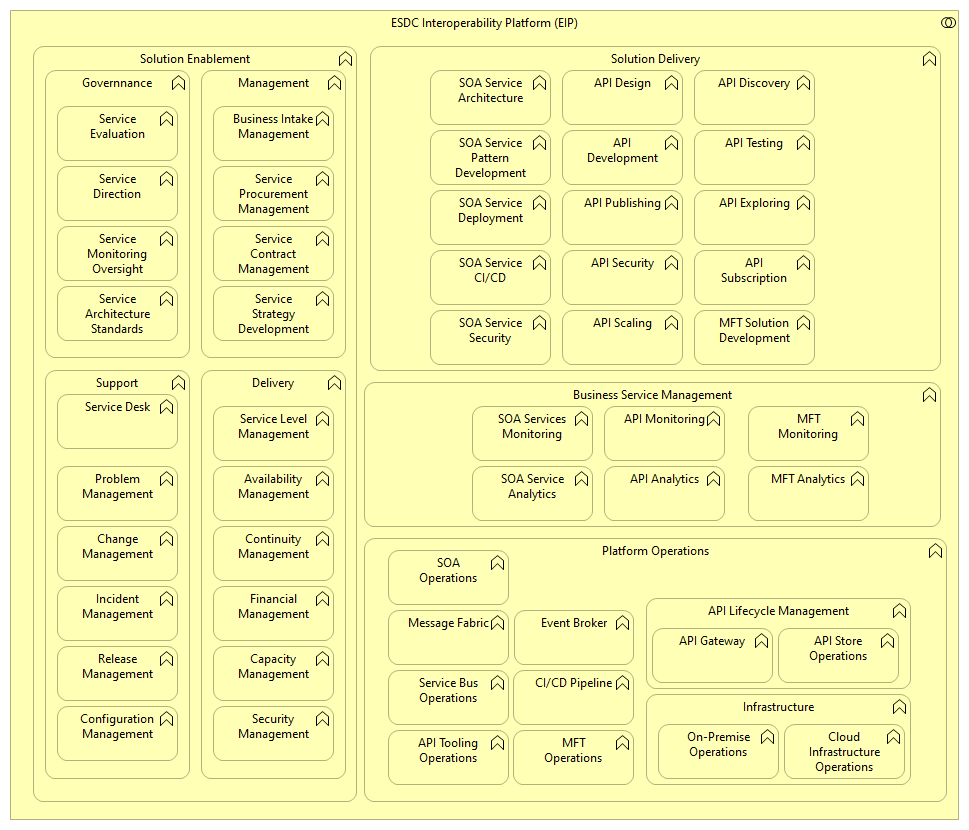 ESDC Interoperability Platform (EIP)
Solution Enablement
Governnance
Service
Evaluation
Service
Direction
Service
Monitoring
Oversight
Service
Architecture
Standards
Management
Business Intake
Management
Service
Procurement
Management
Service
Contract
Management
Service
Strategy
Development
Support
Service Desk
Problem
Management
Change
Management
Incident
Management
Release
Management
Configuration
Management
Delivery
Service Level
Management
Availability
Management
Continuity
Management
Financial
Management
Capacity
Management
Security
Management
Solution Delivery
SOA Service
Architecture
API Design
API Discovery
SOA Service
Pattern
Development
API
Development
API Testing
SOA Service
Deployment
API Publishing
API Exploring
SOA Service
CI/CD
API Security
API
Subscription
SOA Service
Security
API Scaling
MFT Solution
Development
Business Service Management
SOA Services
Monitoring
API Monitoring
MFT
Monitoring
SOA Service
Analytics
API Analytics
MFT Analytics
Platform Operations
SOA
Operations
Message Fabric
Event Broker
Service Bus
Operations
CI/CD Pipeline
API Tooling
Operations
MFT
Operations
API Lifecycle Management
API Gateway
API Store
Operations
Infrastructure
On-Premise
Operations
Cloud
Infrastructure
Operations